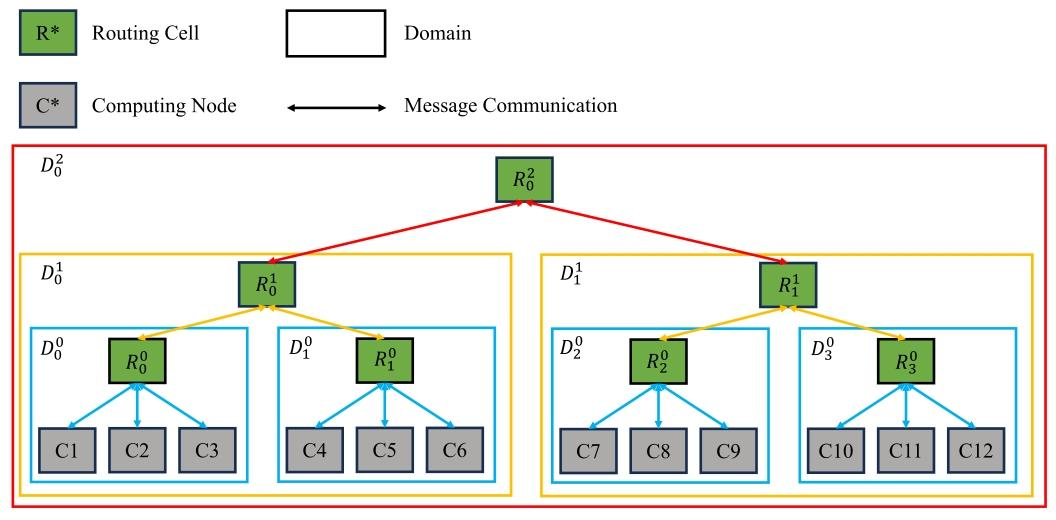 R* Routing Cell Domain
C* Computing Node Message Communication
$D_0^2$
$R_0^2$
$D_0^1$ $D_1^1$
$R_0^1$ $R_1^1$
$D_0^0$ $D_1^0$ $D_2^0$ $D_3^0$
$R_0^0$ $R_1^0$ $R_2^0$ $R_3^0$
C1 C2 C3 C4 C5 C6 C7 C8 C9 C10 C11 C12